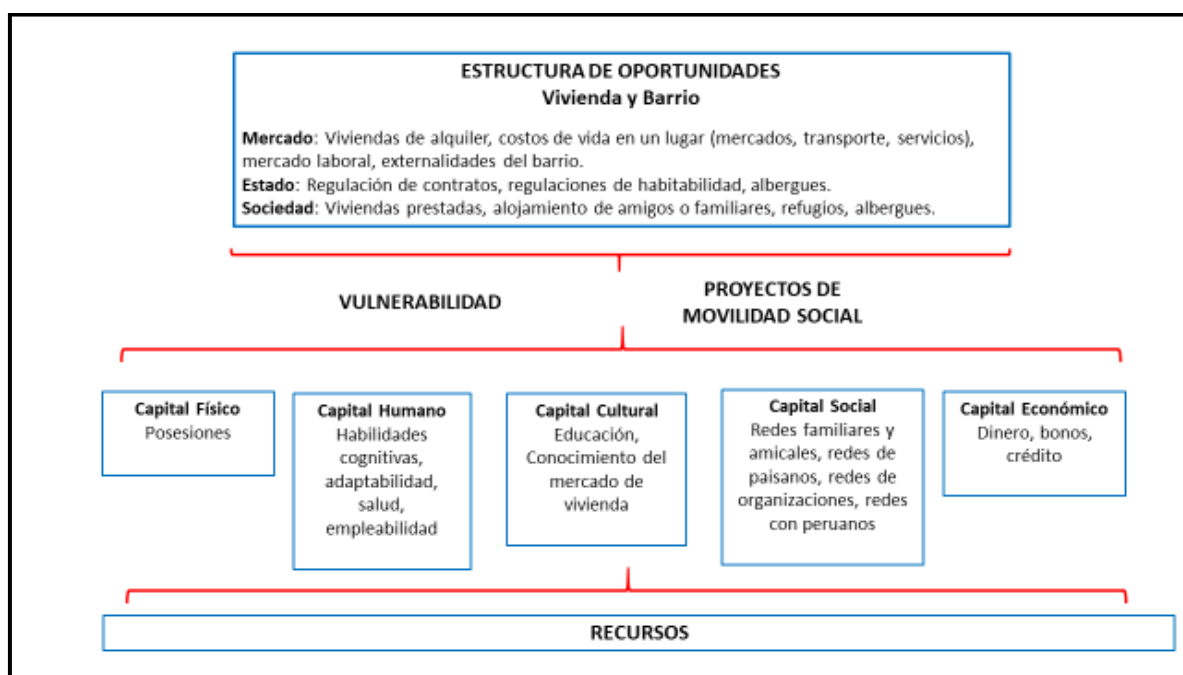 ESTRUCTURA DE OPORTUNIDADES
Vivienda y Barrio
Mercado: Viviendas de alquiler, costos de vida en un lugar (mercados, transporte, servicios),
mercado laboral, externalidades del barrio.
Estado: Regulación de contratos, regulaciones de habitabilidad, albergues.
Sociedad: Viviendas prestadas, alojamiento de amigos o familiares, refugios, albergues.
VULNERABILIDAD
PROYECTOS DE
MOVILIDAD SOCIAL
Capital Físico
Posesiones
Capital Humano
Habilidades
cognitivas,
adaptabilidad,
salud,
empleabilidad
Capital Cultural
Educación,
Conocimiento del
mercado de
vivienda
Capital Social
Redes familiares y
amicales, redes de
paisanos, redes de
organizaciones, redes
con peruanos
Capital Económico
Dinero, bonos,
crédito
RECURSOS